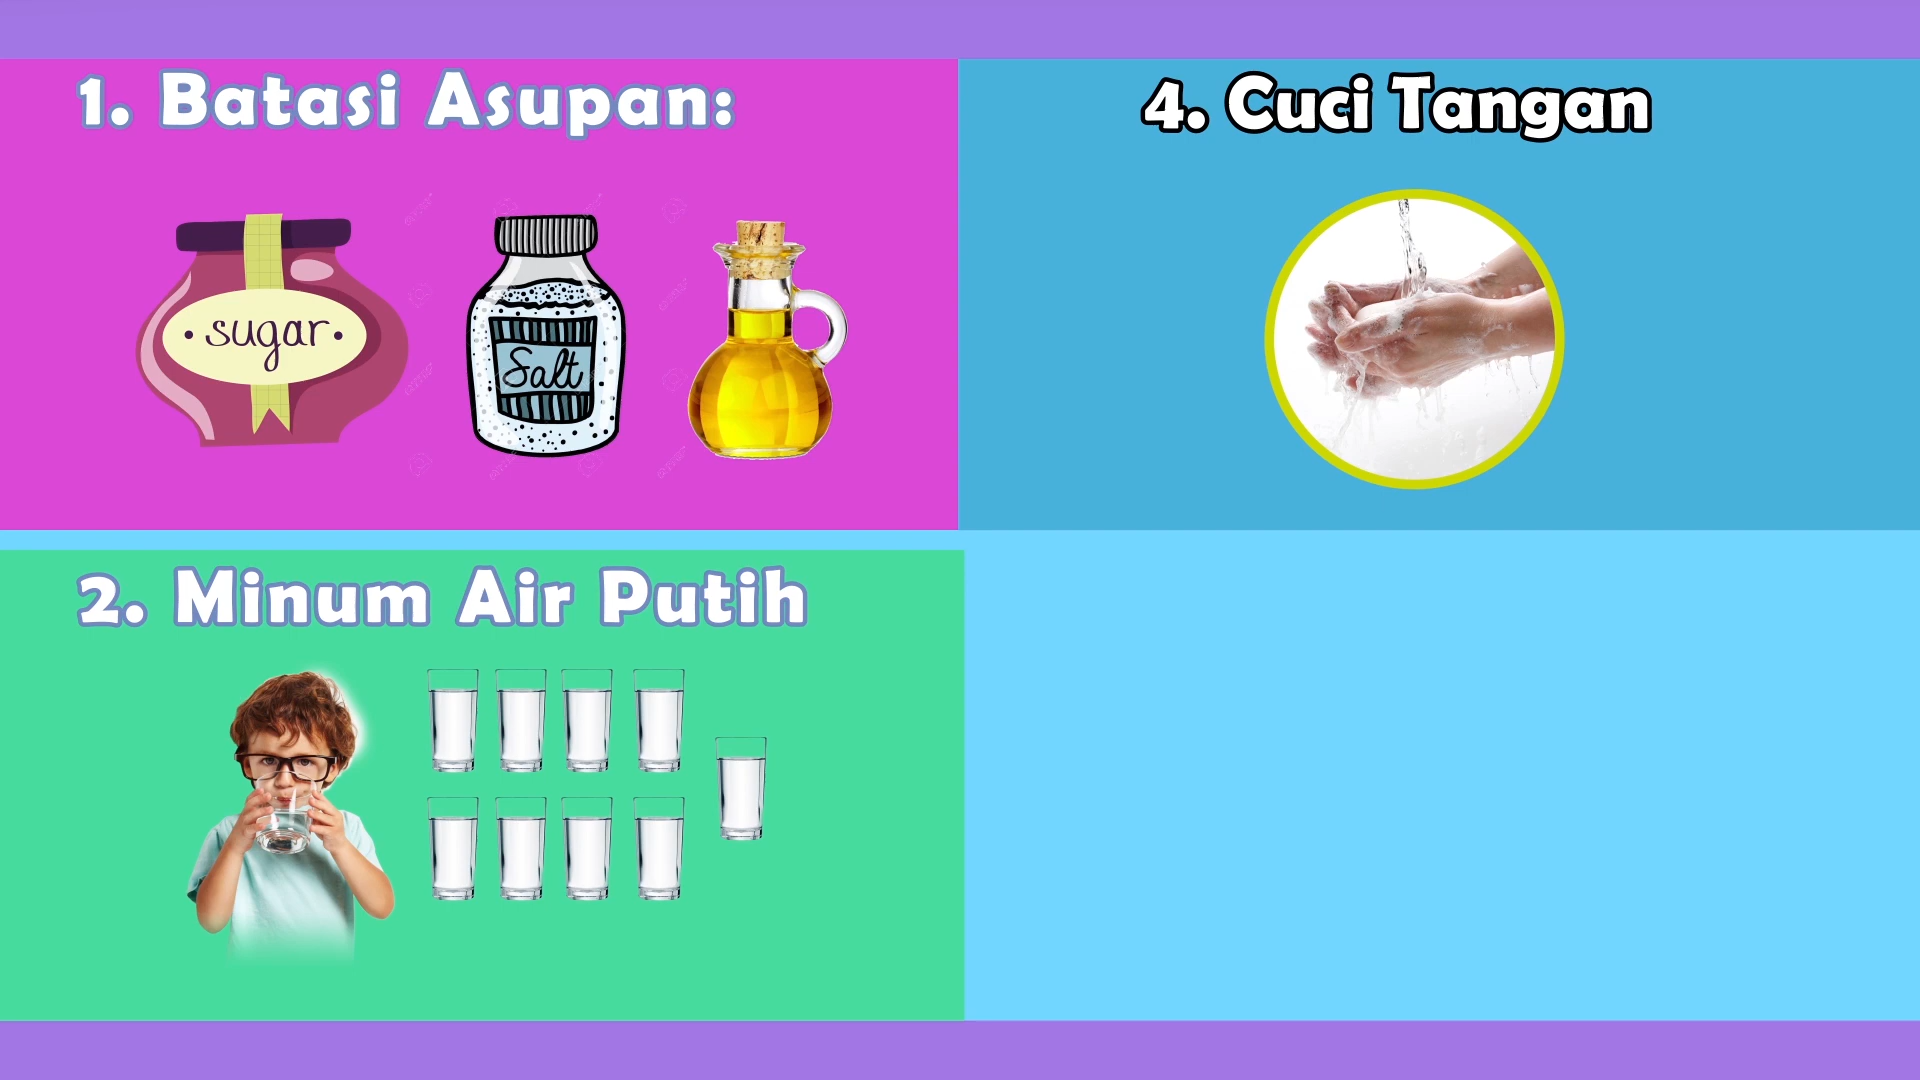 1. Batasi Asupan:
sugar
Salt
2. Minum Air Putih
4. Cuci Tangan